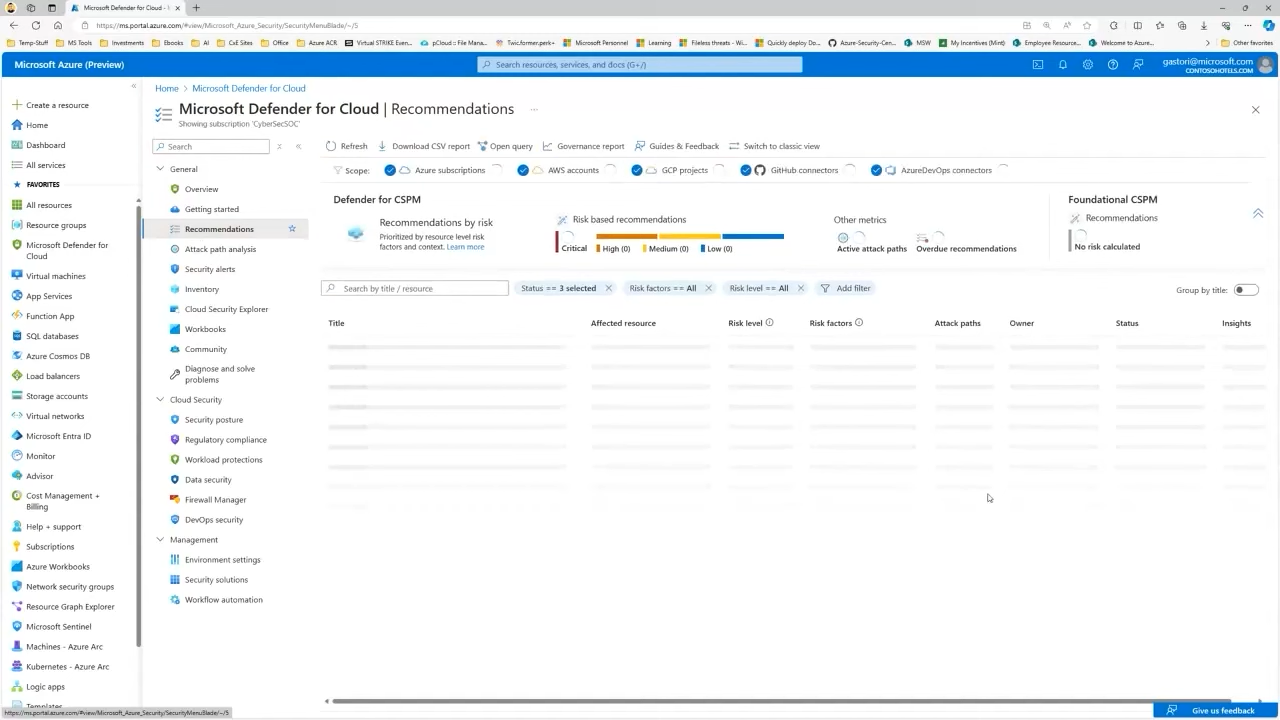 Microsoft Defender for Cloud - M
https://ms.portal.azure.com/#view/Microsoft_Azure_Security/SecurityMenuBlade/~/5
Temp-Stuff
MS Tools
Investments
Ebooks
AI
CxE Sites
Office
Azure ACR
Virtual STRIKE Exen...
pCloud :: File Mana...
Twic.former.perk+
Microsoft Personnel
Learning
Fileless threats - Wi...
Quickly deploy Do...
Azure-Security-Cen...
MSW
My Incentives (Mint)
Employee Resource...
Welcome to Azure...
Other favorites
Microsoft Azure (Preview)
Search resources, services, and docs (G+/)
gastori@microsoft.com
CONTOSOHOTELS.COM
Create a resource
Home
Dashboard
All services
FAVORITES
All resources
Resource groups
Microsoft Defender for
Cloud
Virtual machines
App Services
Function App
SQL databases
Azure Cosmos DB
Load balancers
Storage accounts
Virtual networks
Microsoft Entra ID
Monitor
Advisor
Cost Management +
Billing
Help + support
Subscriptions
Azure Workbooks
Network security groups
Resource Graph Explorer
Microsoft Sentinel
Machines - Azure Arc
Kubernetes - Azure Arc
Logic apps
Templates
Home > Microsoft Defender for Cloud
Microsoft Defender for Cloud | Recommendations ...
Showing subscription 'CyberSecSOC'
Search
General
Overview
Getting started
Recommendations
Attack path analysis
Security alerts
Inventory
Cloud Security Explorer
Workbooks
Community
Diagnose and solve
problems
Cloud Security
Security posture
Regulatory compliance
Workload protections
Data security
Firewall Manager
DevOps security
Management
Environment settings
Security solutions
Workflow automation
Refresh
Download CSV report
Open query
Governance report
Guides & Feedback
Switch to classic view
Scope:
Azure subscriptions
AWS accounts
GCP projects
GitHub connectors
AzureDevOps connectors
Defender for CSPM
Recommendations by risk
Prioritized by resource level risk
factors and context. Learn more
Risk based recommendations
Critical
High (0)
Medium (0)
Low (0)
Other metrics
Active attack paths
Overdue recommendations
Foundational CSPM
Recommendations
No risk calculated
Search by title / resource
Status == 3 selected
Risk factors == All
Risk level == All
Add filter
Group by title:
Title
Affected resource
Risk level
Risk factors
Attack paths
Owner
Status
Insights
https://ms.portal.azure.com/#view/Microsoft_Azure_Security/SecurityMenuBlade/~/5
Give us feedback